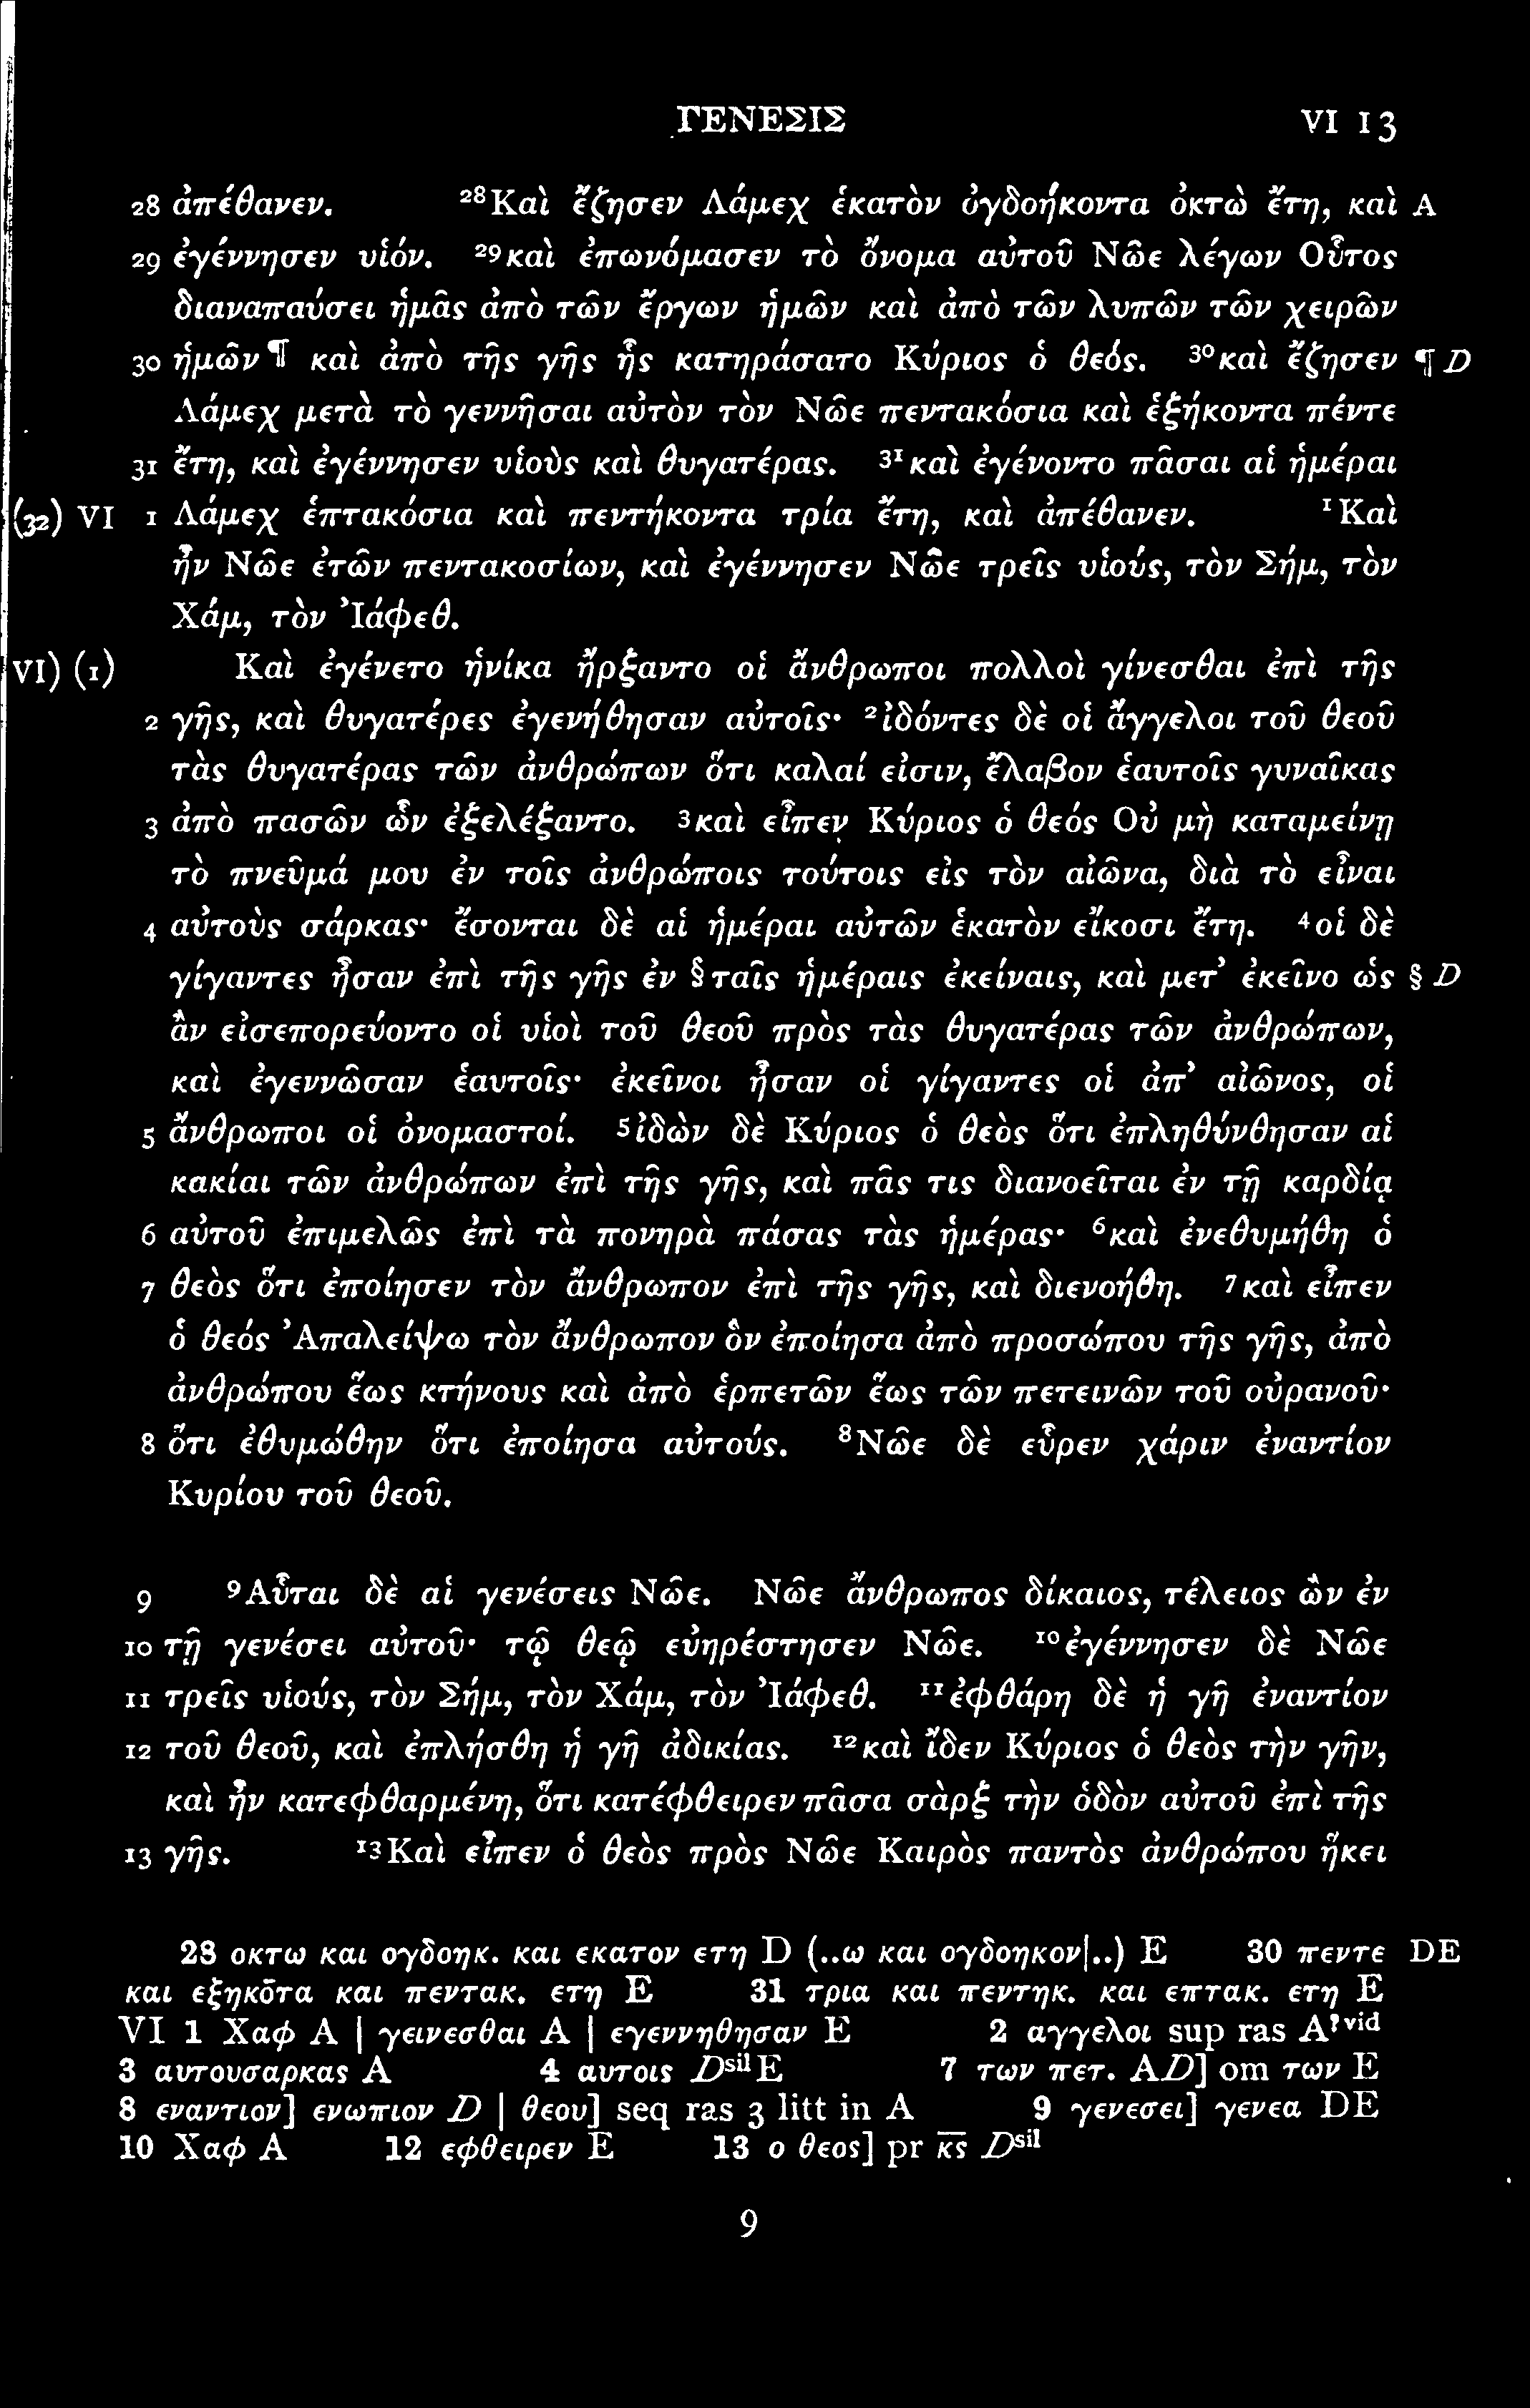 ΓΕΝΕΣΙΣ VI 13
28 ἀπέθανεν. ²⁸Καὶ ἔζησεν Λάμεχ ἑκατὸν ὀγδοήκοντα ὀκτὼ ἔτη, καὶ A
29 ἐγέννησεν υἱόν. ²⁹καὶ ἐπωνόμασεν τὸ ὄνομα αὐτοῦ Νῶε λέγων Οὗτος
διαναπαύσει ἡμᾶς ἀπὸ τῶν ἔργων ἡμῶν καὶ ἀπὸ τῶν λυπῶν τῶν χειρῶν
30 ἡμῶν¶ καὶ ἀπὸ τῆς γῆς ἧς κατηράσατο Κύριος ὁ θεός. ³⁰καὶ ἔζησεν ¶ D
Λάμεχ μετὰ τὸ γεννῆσαι αὐτὸν τὸν Νῶε πεντακόσια καὶ ἑξήκοντα πέντε
31 ἔτη, καὶ ἐγέννησεν υἱοὺς καὶ θυγατέρας. ³¹καὶ ἐγένοντο πᾶσαι αἱ ἡμέραι
(32) VI 1 Λάμεχ ἑπτακόσια καὶ πεντήκοντα τρία ἔτη, καὶ ἀπέθανεν. ¹Καὶ
ἦν Νῶε ἐτῶν πεντακοσίων, καὶ ἐγέννησεν Νῶε τρεῖς υἱούς, τὸν Σήμ, τὸν
Χάμ, τὸν Ἰάφεθ.
VI) (1) Καὶ ἐγένετο ἡνίκα ἤρξαντο οἱ ἄνθρωποι πολλοὶ γίνεσθαι ἐπὶ τῆς
2 γῆς, καὶ θυγατέρες ἐγενήθησαν αὐτοῖς· ²ἰδόντες δὲ οἱ ἄγγελοι τοῦ θεοῦ
τὰς θυγατέρας τῶν ἀνθρώπων ὅτι καλαί εἰσιν, ἔλαβον ἑαυτοῖς γυναῖκας
3 ἀπὸ πασῶν ὧν ἐξελέξαντο. ³καὶ εἶπεν Κύριος ὁ θεός Οὐ μὴ καταμείνῃ
τὸ πνεῦμά μου ἐν τοῖς ἀνθρώποις τούτοις εἰς τὸν αἰῶνα, διὰ τὸ εἶναι
4 αὐτοὺς σάρκας· ἔσονται δὲ αἱ ἡμέραι αὐτῶν ἑκατὸν εἴκοσι ἔτη. ⁴οἱ δὲ
γίγαντες ἦσαν ἐπὶ τῆς γῆς ἐν §ταῖς ἡμέραις ἐκείναις, καὶ μετ’ ἐκεῖνο ὡς § D
ἂν εἰσεπορεύοντο οἱ υἱοὶ τοῦ θεοῦ πρὸς τὰς θυγατέρας τῶν ἀνθρώπων,
καὶ ἐγεννῶσαν ἑαυτοῖς· ἐκεῖνοι ἦσαν οἱ γίγαντες οἱ ἀπ’ αἰῶνος, οἱ
5 ἄνθρωποι οἱ ὀνομαστοί. ⁵ἰδὼν δὲ Κύριος ὁ θεὸς ὅτι ἐπληθύνθησαν αἱ
κακίαι τῶν ἀνθρώπων ἐπὶ τῆς γῆς, καὶ πᾶς τις διανοεῖται ἐν τῇ καρδίᾳ
6 αὐτοῦ ἐπιμελῶς ἐπὶ τὰ πονηρὰ πάσας τὰς ἡμέρας· ⁶καὶ ἐνεθυμήθη ὁ
7 θεὸς ὅτι ἐποίησεν τὸν ἄνθρωπον ἐπὶ τῆς γῆς, καὶ διενοήθη. ⁷καὶ εἶπεν
ὁ θεός Ἀπαλείψω τὸν ἄνθρωπον ὃν ἐποίησα ἀπὸ προσώπου τῆς γῆς, ἀπὸ
ἀνθρώπου ἕως κτήνους καὶ ἀπὸ ἑρπετῶν ἕως τῶν πετεινῶν τοῦ οὐρανοῦ·
8 ὅτι ἐθυμώθην ὅτι ἐποίησα αὐτούς. ⁸Νῶε δὲ εὗρεν χάριν ἐναντίον
Κυρίου τοῦ θεοῦ.
9 ⁹Αὗται δὲ αἱ γενέσεις Νῶε. Νῶε ἄνθρωπος δίκαιος, τέλειος ὢν ἐν
10 τῇ γενέσει αὐτοῦ· τῷ θεῷ εὐηρέστησεν Νῶε. ¹⁰ἐγέννησεν δὲ Νῶε
11 τρεῖς υἱούς, τὸν Σήμ, τὸν Χάμ, τὸν Ἰάφεθ. ¹¹ἐφθάρη δὲ ἡ γῆ ἐναντίον
12 τοῦ θεοῦ, καὶ ἐπλήσθη ἡ γῆ ἀδικίας. ¹²καὶ ἴδεν Κύριος ὁ θεὸς τὴν γῆν,
καὶ ἦν κατεφθαρμένη, ὅτι κατέφθειρεν πᾶσα σὰρξ τὴν ὁδὸν αὐτοῦ ἐπὶ τῆς
13 γῆς. ¹³Καὶ εἶπεν ὁ θεὸς πρὸς Νῶε Καιρὸς παντὸς ἀνθρώπου ἥκει
28 οκτω και ογδοηκ. και εκατον ετη D (..ω και ογδοηκον|..) E 30 πεντε DE
και εξηκο̄τα και πεντακ. ετη E 31 τρια και πεντηκ. και επτακ. ετη E
VI 1 Χαφ A | γεινεσθαι A | εγεννηθησαν E 2 αγγελοι sup ras A¹ᵛⁱᵈ
3 αυτουσαρκας A 4 αυτοις Dˢⁱˡ E 7 των πετ. AD] om των E
8 εναντιον] ενωπιον D | θεου] seq ras 3 litt in A 9 γενεσει] γενεα DE
10 Χαφ A 12 εφθειρεν E 13 ο θεος] pr κ̅ς̅ Dˢⁱˡ
9